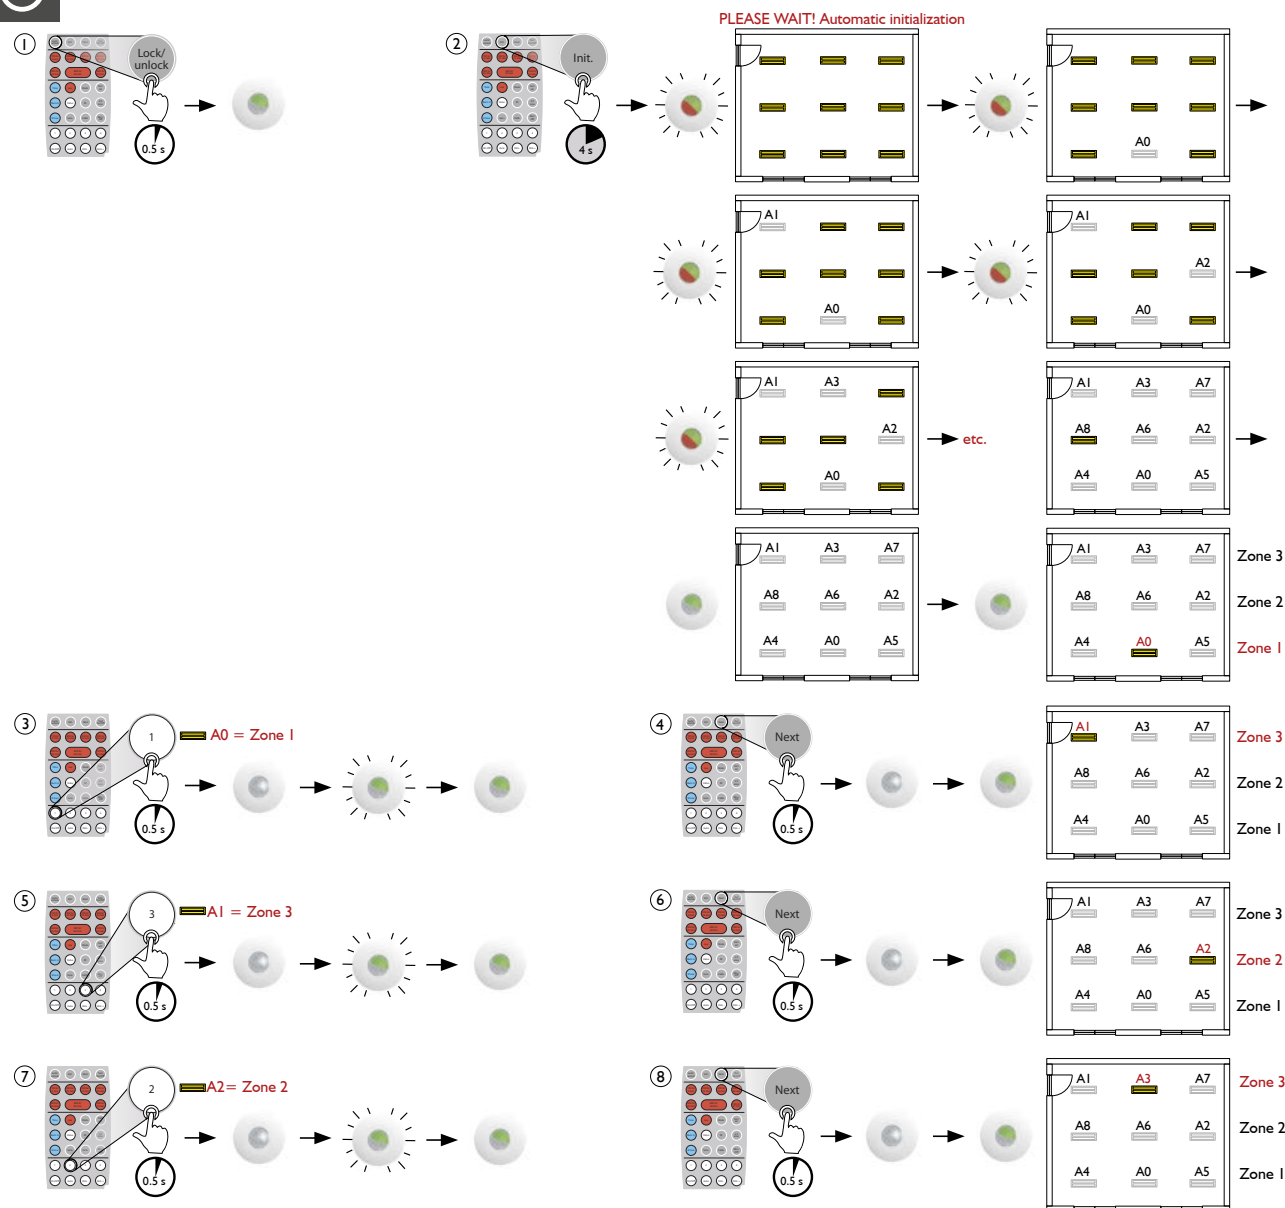 PLEASE WAIT! Automatic initialization
1
Lock/
unlock
0.5 s
2
Init.
4 s
A0
A1
A0
A1
A2
A0
A1 A3
A2
A0
etc.
A1 A3 A7
A8 A6 A2
A4 A0 A5
A1 A3 A7
A8 A6 A2
A4 A0 A5
A1 A3 A7 Zone 3
A8 A6 A2 Zone 2
A4 A0 A5 Zone 1
3
1
A0 = Zone 1
0.5 s
4
Next
0.5 s
A1 A3 A7 Zone 3
A8 A6 A2 Zone 2
A4 A0 A5 Zone 1
5
3
A1 = Zone 3
0.5 s
6
Next
0.5 s
A1 A3 A7 Zone 3
A8 A6 A2 Zone 2
A4 A0 A5 Zone 1
7
2
A2= Zone 2
0.5 s
8
Next
0.5 s
A1 A3 A7 Zone 3
A8 A6 A2 Zone 2
A4 A0 A5 Zone 1